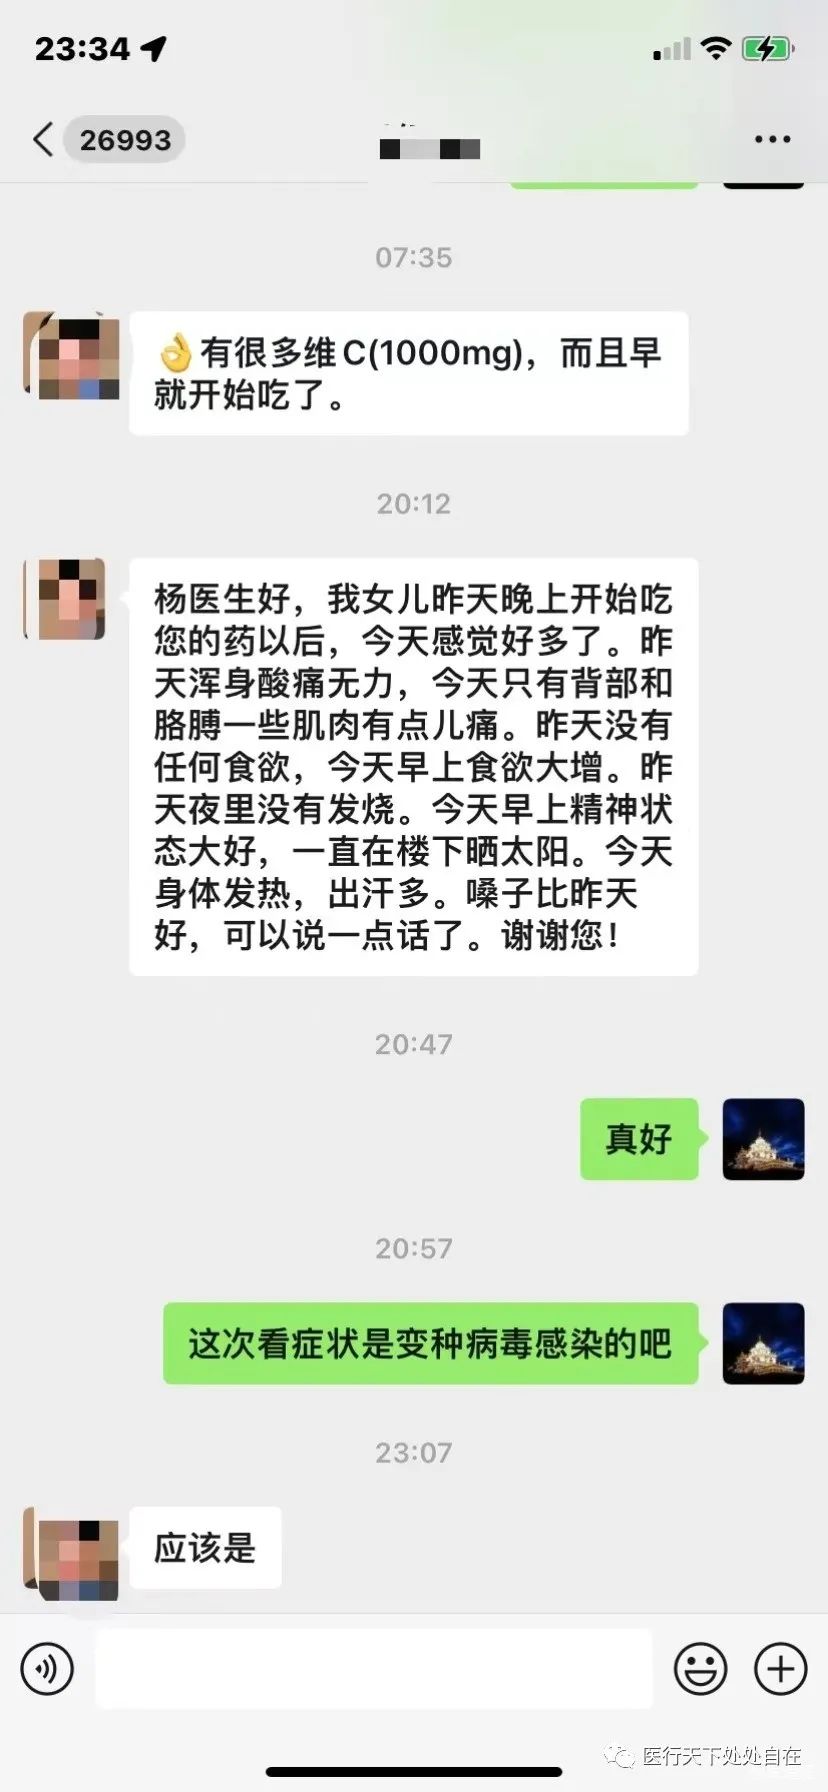 23:34
26993
07:35
👌有很多维C(1000mg)，而且早
就开始吃了。
20:12
杨医生好，我女儿昨天晚上开始吃
您的药以后，今天感觉好多了。昨
天浑身酸痛无力，今天只有背部和
胳膊一些肌肉有点儿痛。昨天没有
任何食欲，今天早上食欲大增。昨
天夜里没有发烧。今天早上精神状
态大好，一直在楼下晒太阳。今天
身体发热，出汗多。嗓子比昨天
好，可以说一点话了。谢谢您！
20:47
真好
20:57
这次看症状是变种病毒感染的吧
23:07
应该是
医行天下处处自在